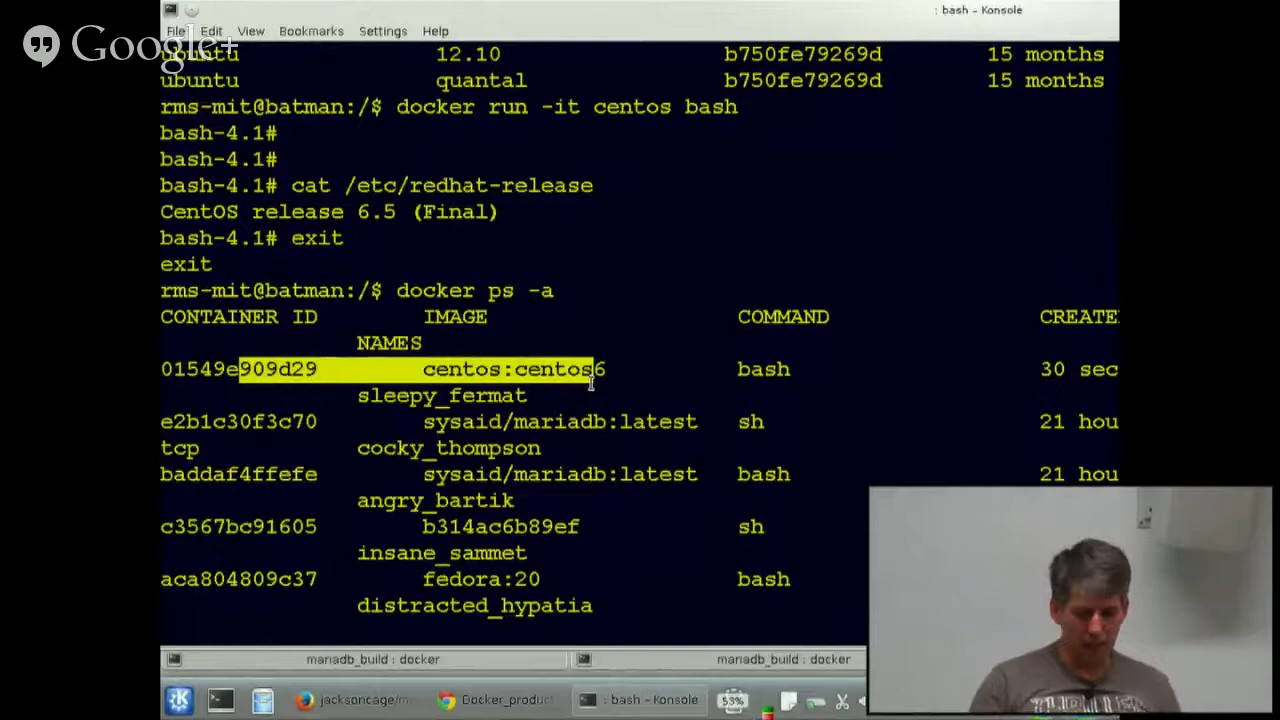 Google+
: bash - Konsole
File Edit View Bookmarks Settings Help
ubuntu 12.10 b750fe79269d 15 months
ubuntu quantal b750fe79269d 15 months
rms-mit@batman:/$ docker run -it centos bash
bash-4.1#
bash-4.1#
bash-4.1# cat /etc/redhat-release
CentOS release 6.5 (Final)
bash-4.1# exit
exit
rms-mit@batman:/$ docker ps -a
CONTAINER ID IMAGE COMMAND CREATE
NAMES
01549e909d29 centos:centos6 bash 30 sec
sleepy_fermat
e2b1c30f3c70 sysaid/mariadb:latest sh 21 hou
tcp cocky_thompson
baddaf4ffefe sysaid/mariadb:latest bash 21 hou
angry_bartik
c3567bc91605 b314ac6b89ef sh
insane_sammet
aca804809c37 fedora:20 bash
distracted_hypatia
mariadb_build : docker mariadb_build : docker
jacksoncage/m Docker_product : bash - Konsole 53%